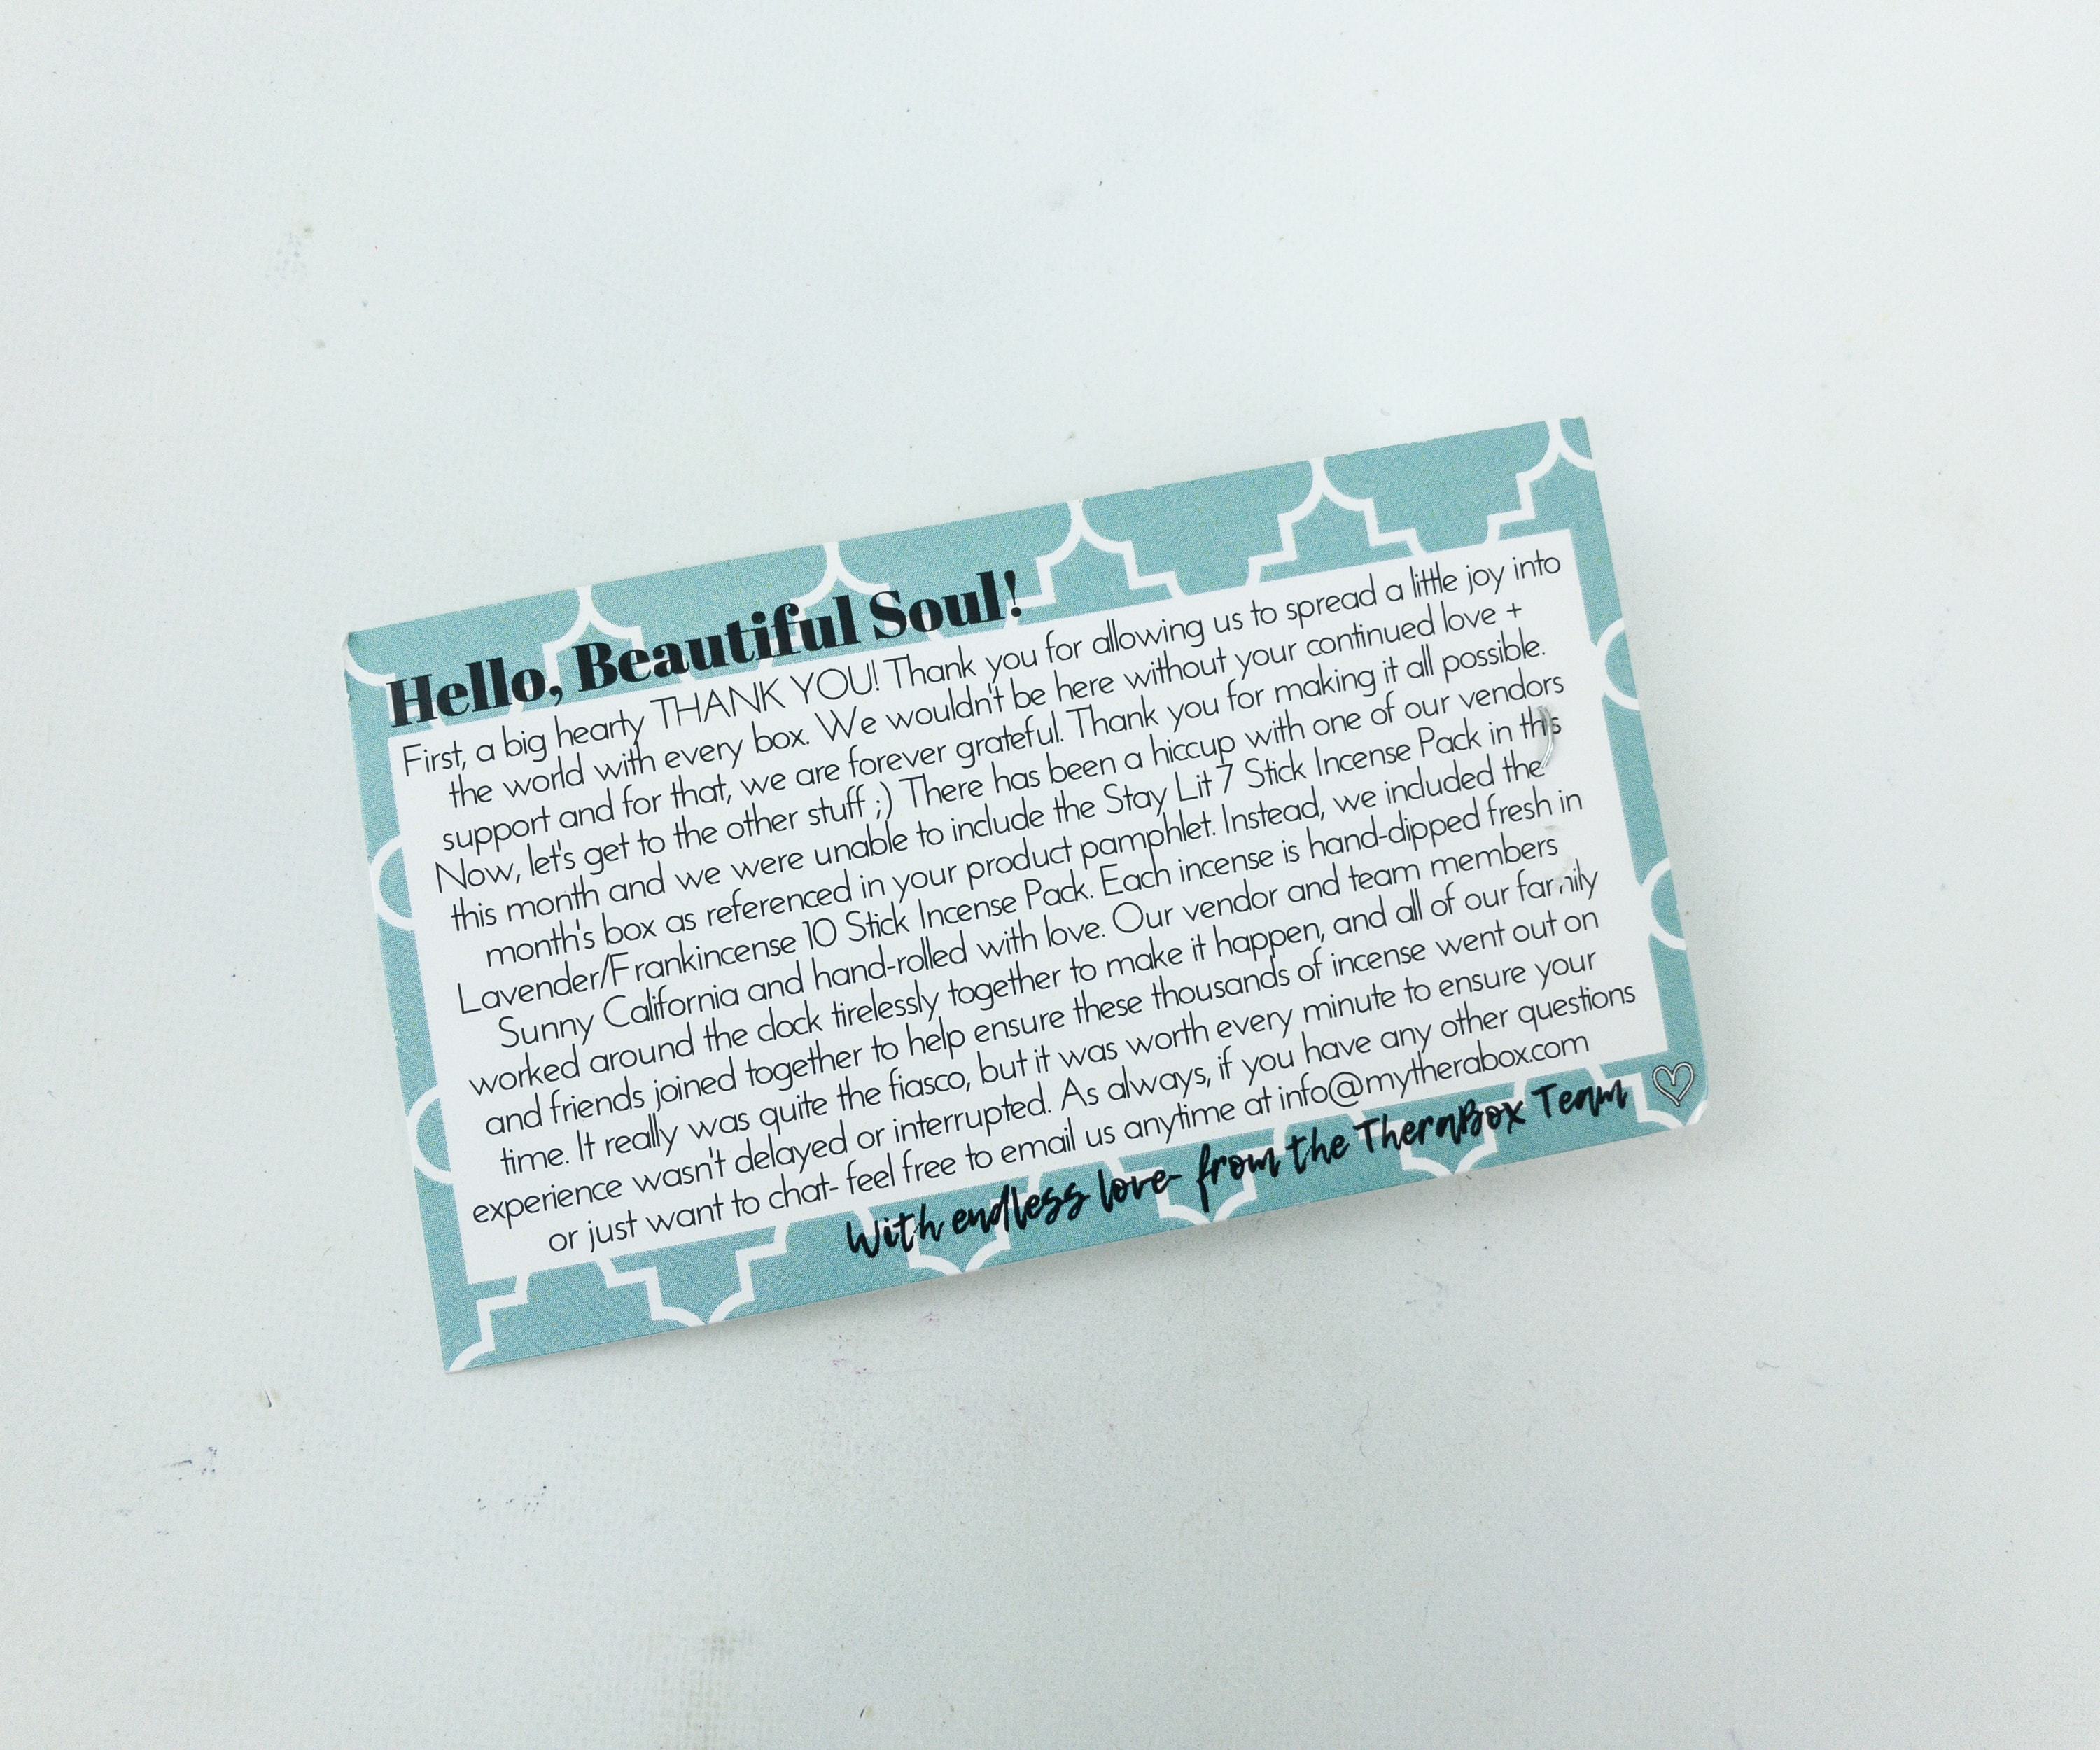 Hello, Beautiful Soul!
First, a big hearty THANK YOU! Thank you for allowing us to spread a little joy into
the world with every box. We wouldn't be here without your continued love +
support and for that, we are forever grateful. Thank you for making it all possible.
Now, let's get to the other stuff ;) There has been a hiccup with one of our vendors
this month and we were unable to include the Stay Lit 7 Stick Incense Pack in this
month's box as referenced in your product pamphlet. Instead, we included the
Lavender/Frankincense 10 Stick Incense Pack. Each incense is hand-dipped fresh in
Sunny California and hand-rolled with love. Our vendor and team members
worked around the clock tirelessly together to make it happen, and all of our family
and friends joined together to help ensure these thousands of incense went out on
time. It really was quite the fiasco, but it was worth every minute to ensure your
experience wasn't delayed or interrupted. As always, if you have any other questions
or just want to chat- feel free to email us anytime at info@mytherabox.com
With endless love- from the TheraBox Team